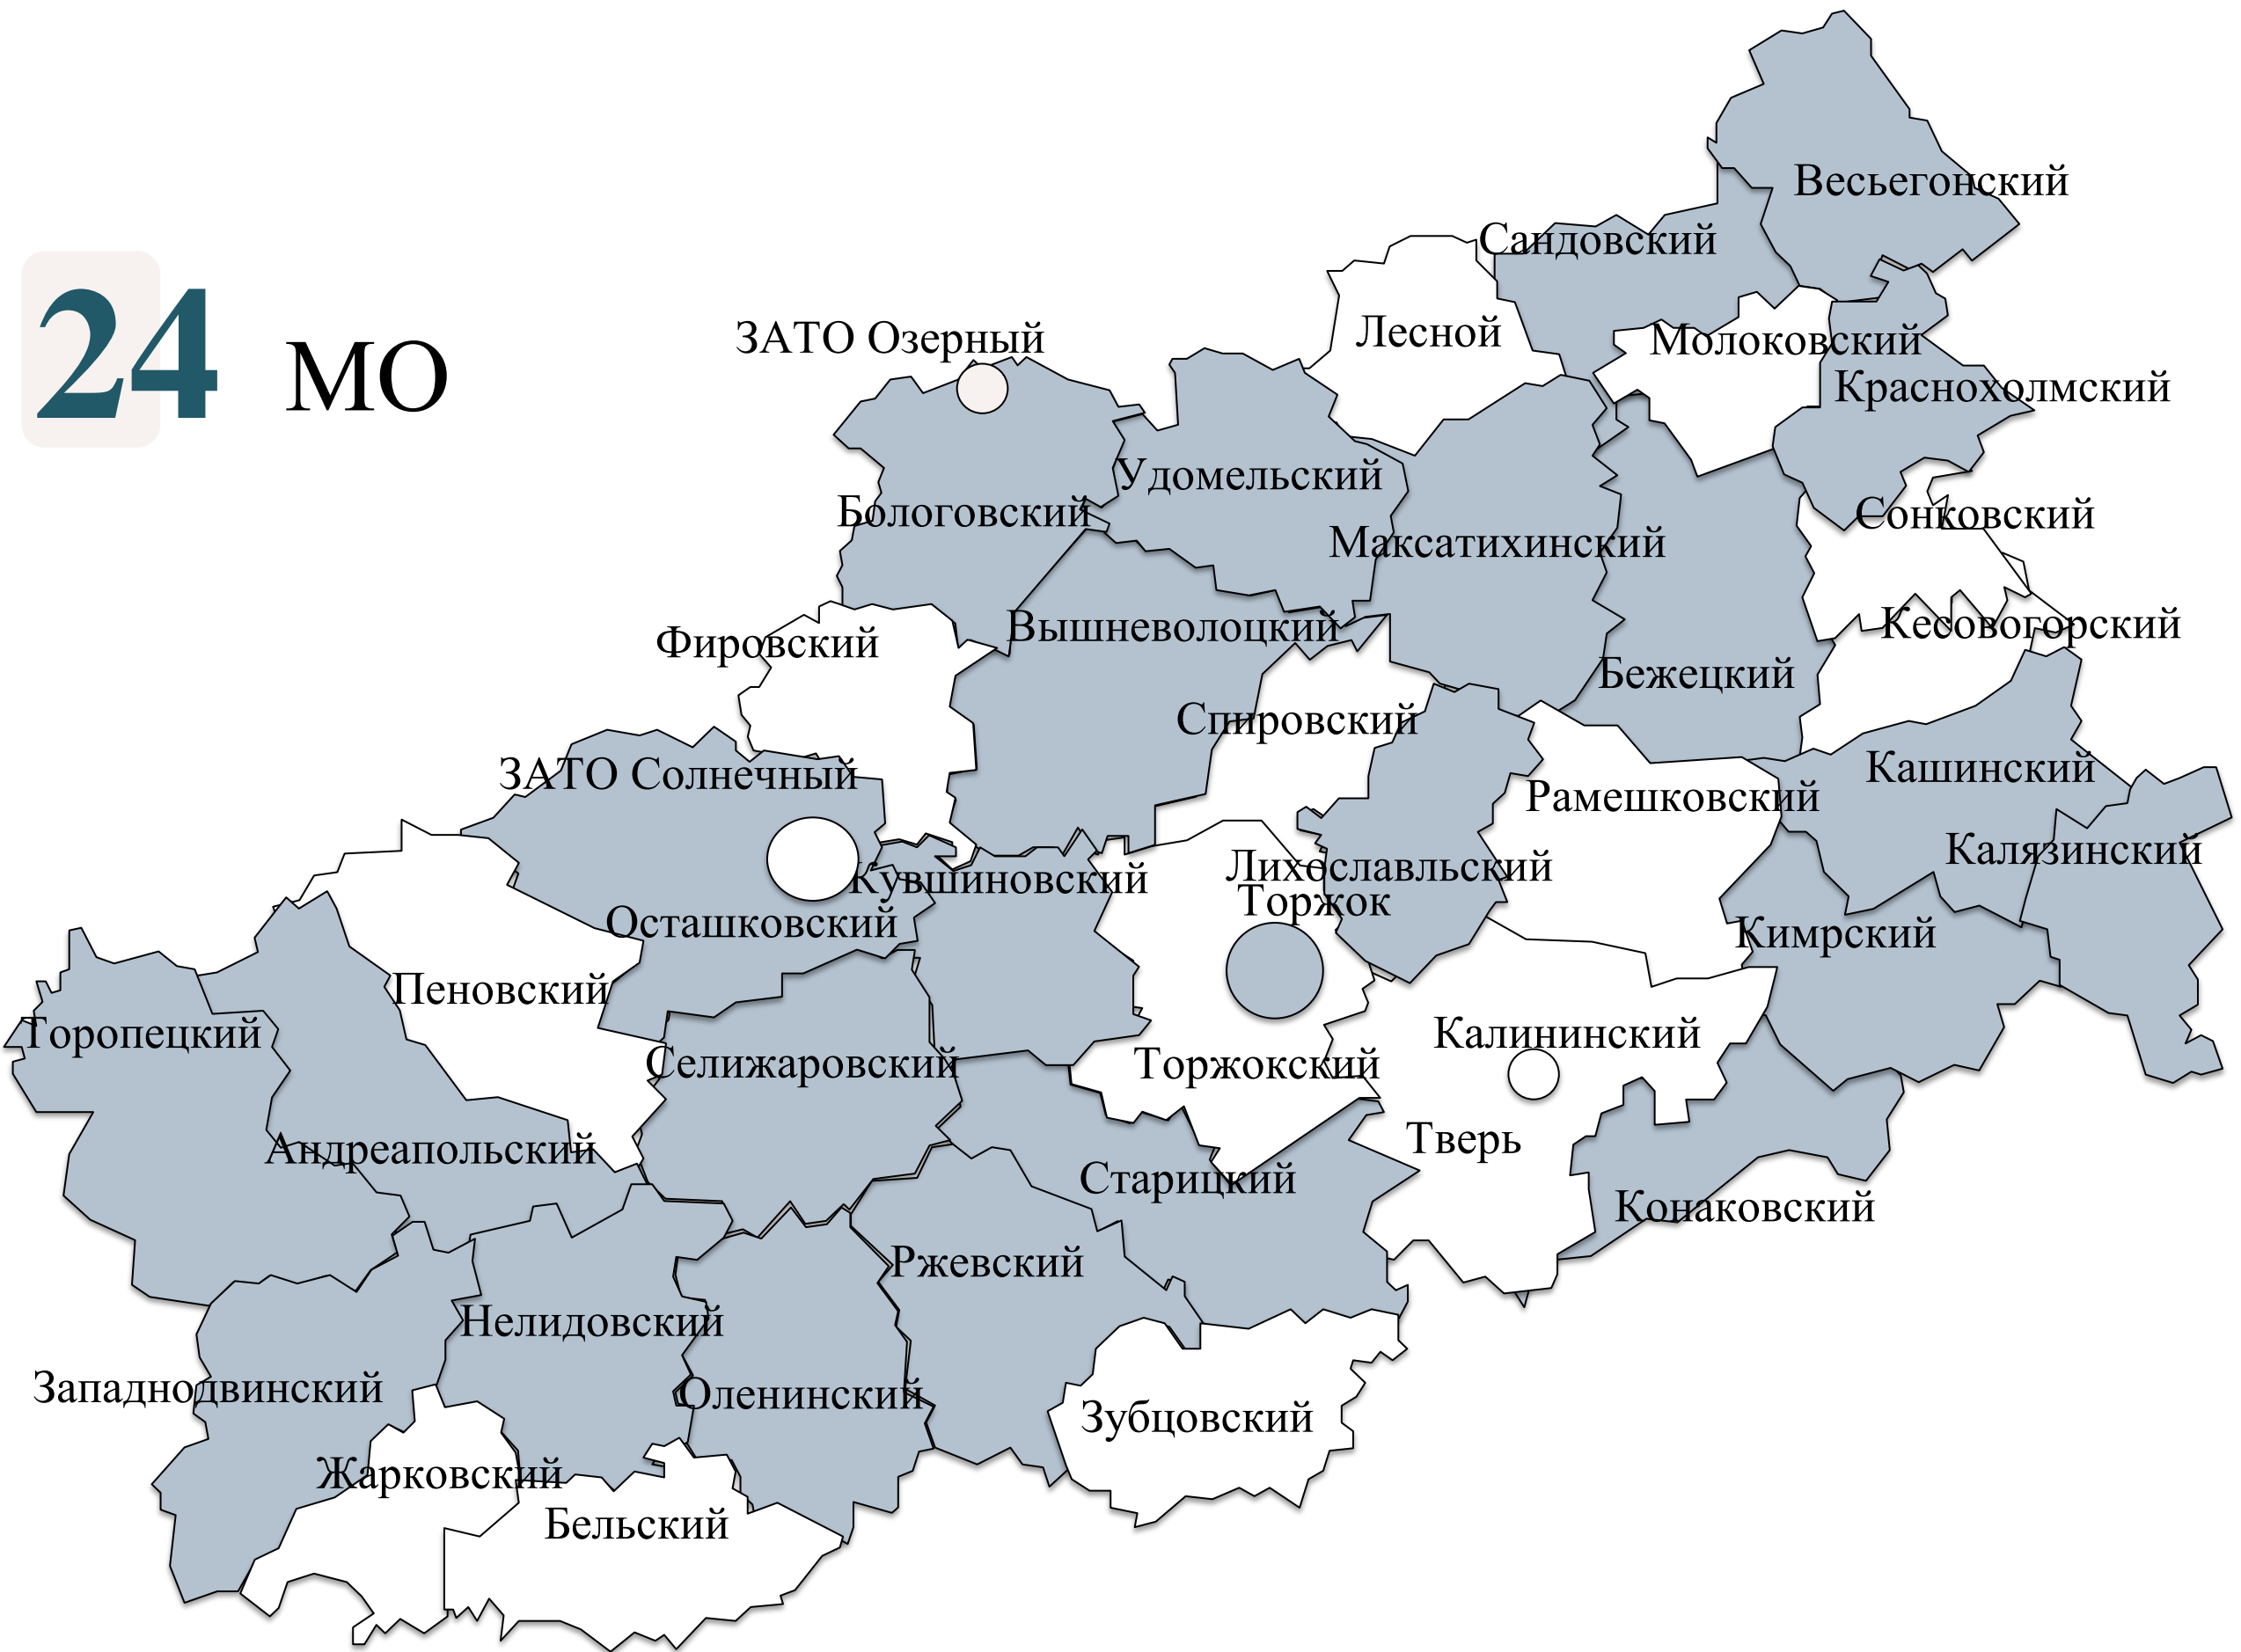 Весьегонский
Сандовский
24 МО
Лесной
Молоковский
ЗАТО Озерный
Краснохолмский
Удомельский
Бологовский
Сонковский
Максатихинский
Вышневолоцкий
Кесовогорский
Фировский
Бежецкий
Спировский
ЗАТО Солнечный
Кашинский
Рамешковский
Калязинский
Лихославльский
Кувшиновский
Торжок
Осташковский
Кимрский
Пеновский
Торопецкий
Калининский
Селижаровский
Торжокский
Тверь
Андреапольский
Старицкий
Конаковский
Ржевский
Нелидовский
Западнодвинский
Оленинский
Зубцовский
Жарковский
Бельский